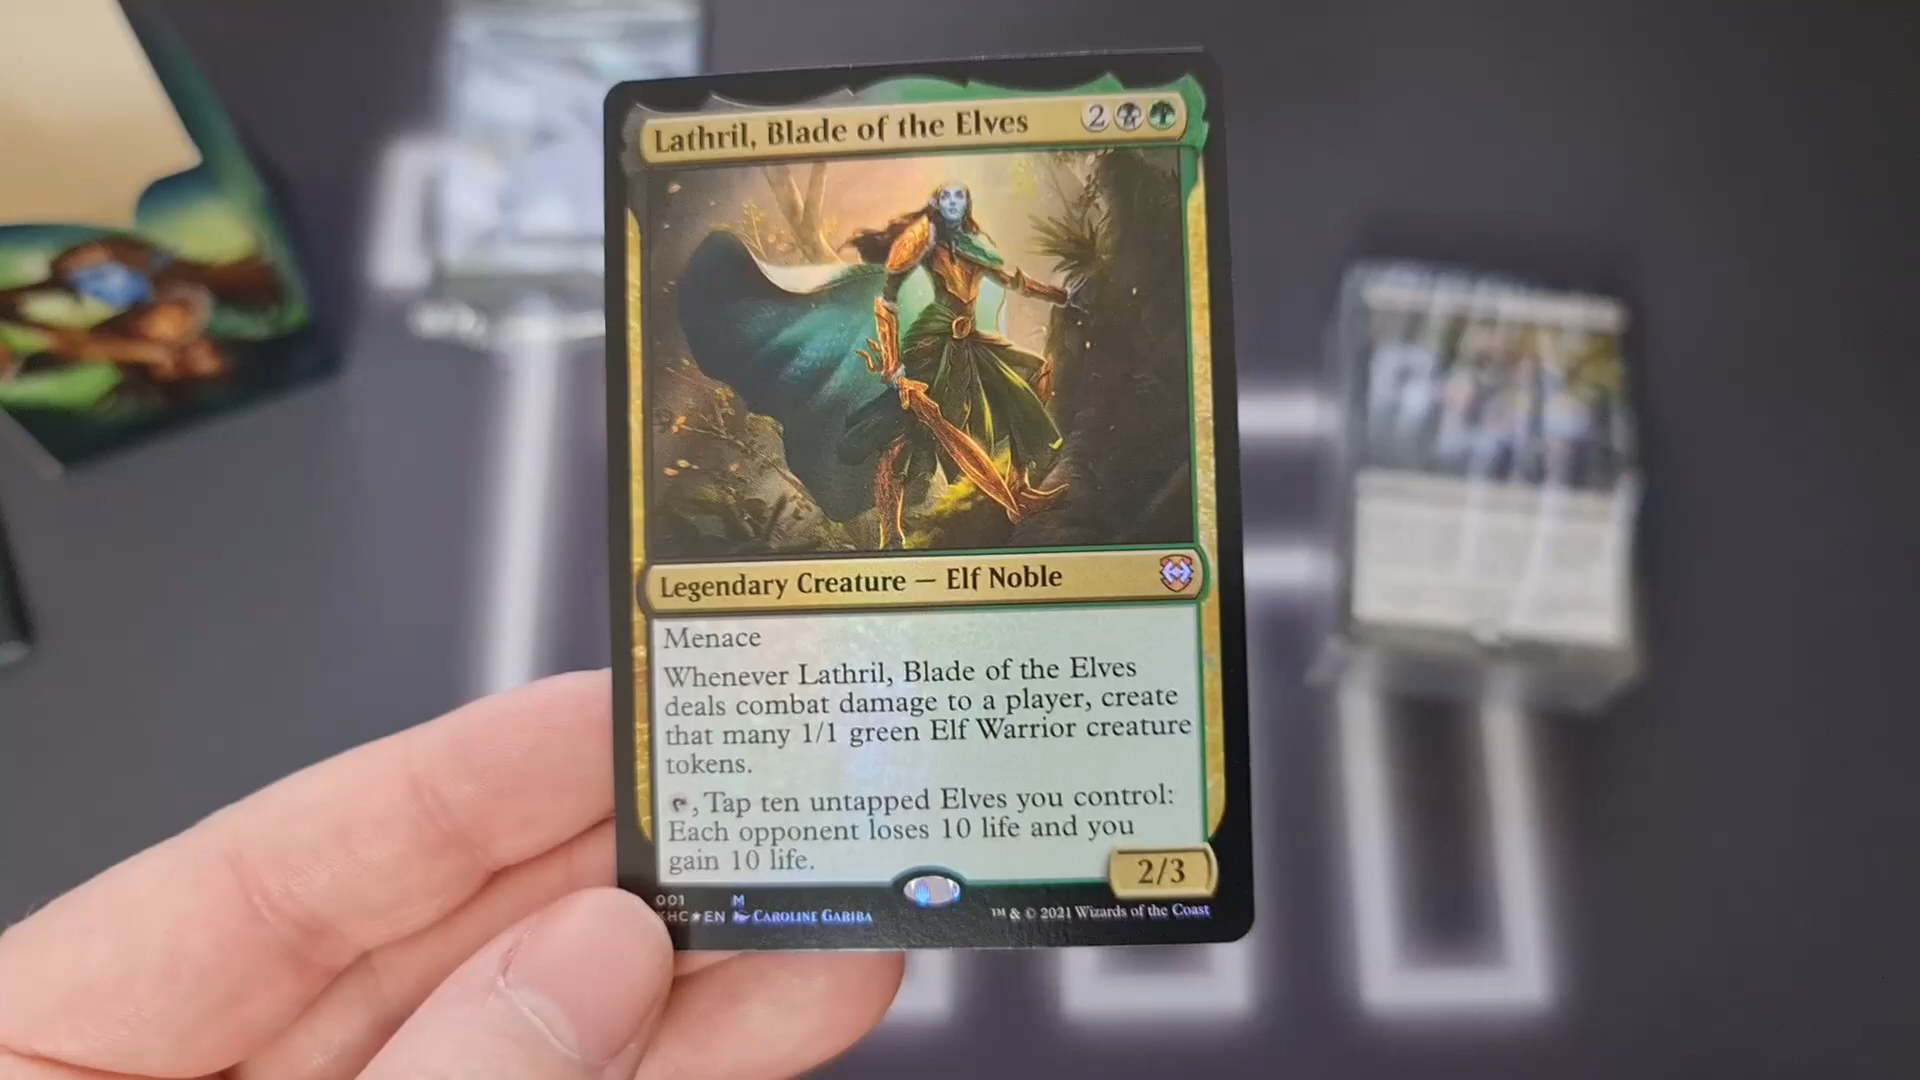 Lathril, Blade of the Elves 2
Legendary Creature — Elf Noble
Menace
Whenever Lathril, Blade of the Elves
deals combat damage to a player, create
that many 1/1 green Elf Warrior creature
tokens.
, Tap ten untapped Elves you control:
Each opponent loses 10 life and you
gain 10 life.
2/3
001 M
KHC★EN CAROLINE GARIBA
™ & © 2021 Wizards of the Coast